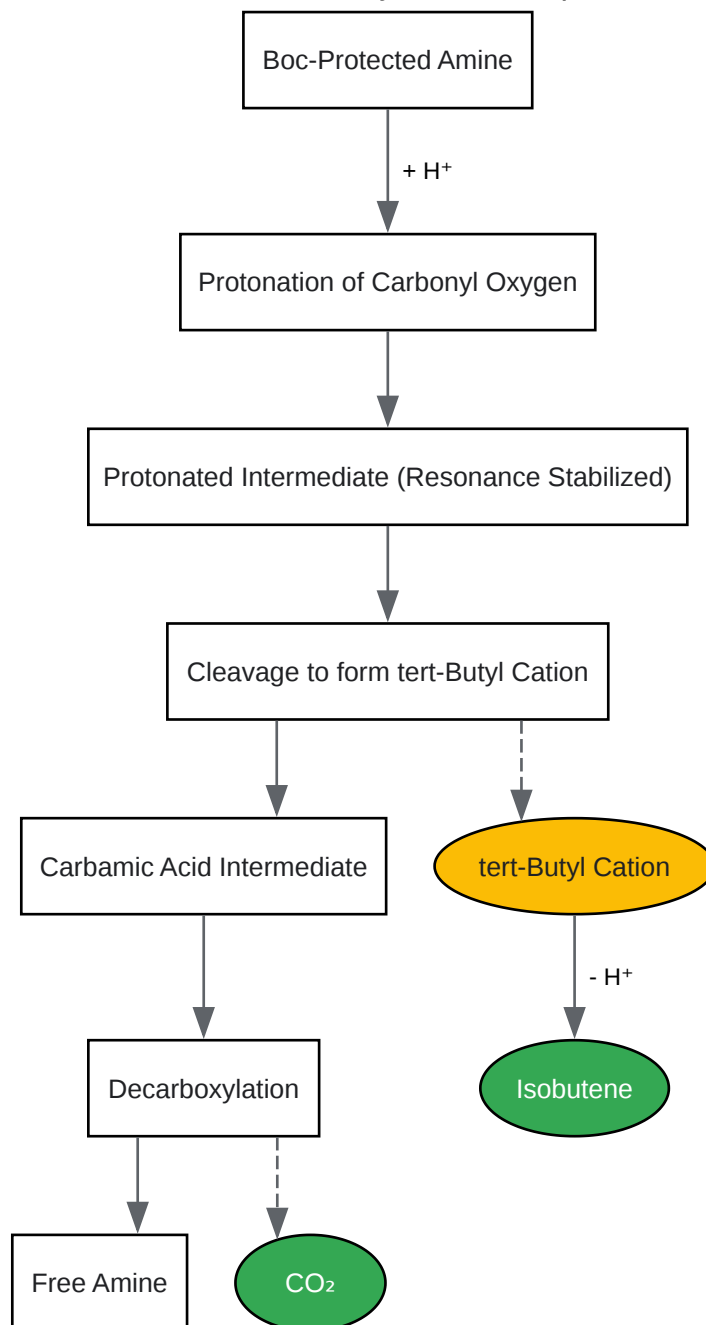 Boc-Protected Amine
+ H⁺
Protonation of Carbonyl Oxygen
Protonated Intermediate (Resonance Stabilized)
Cleavage to form tert-Butyl Cation
Carbamic Acid Intermediate
tert-Butyl Cation
- H⁺
Decarboxylation
Isobutene
Free Amine
CO₂